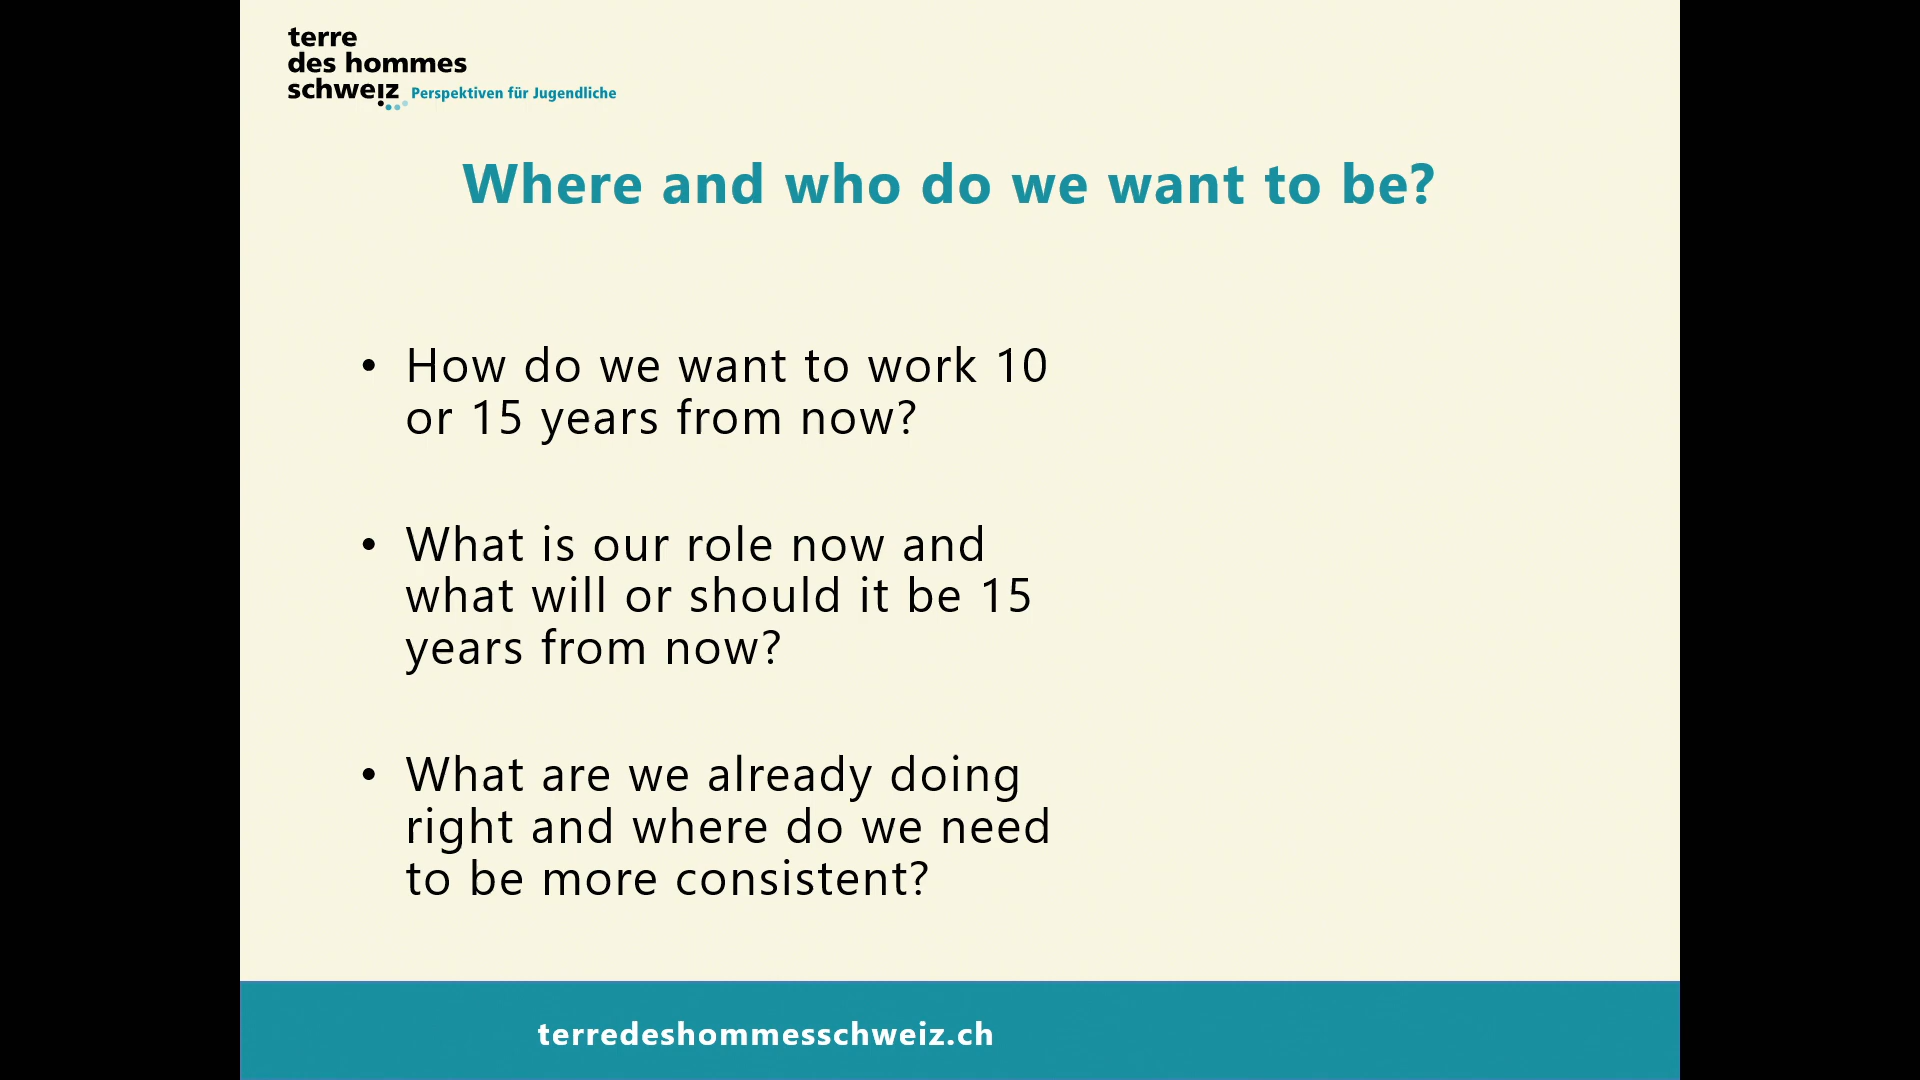 terre
des hommes
schweiz Perspektiven für Jugendliche
Where and who do we want to be?
• How do we want to work 10
or 15 years from now?
• What is our role now and
what will or should it be 15
years from now?
• What are we already doing
right and where do we need
to be more consistent?
terredeshommesschweiz.ch